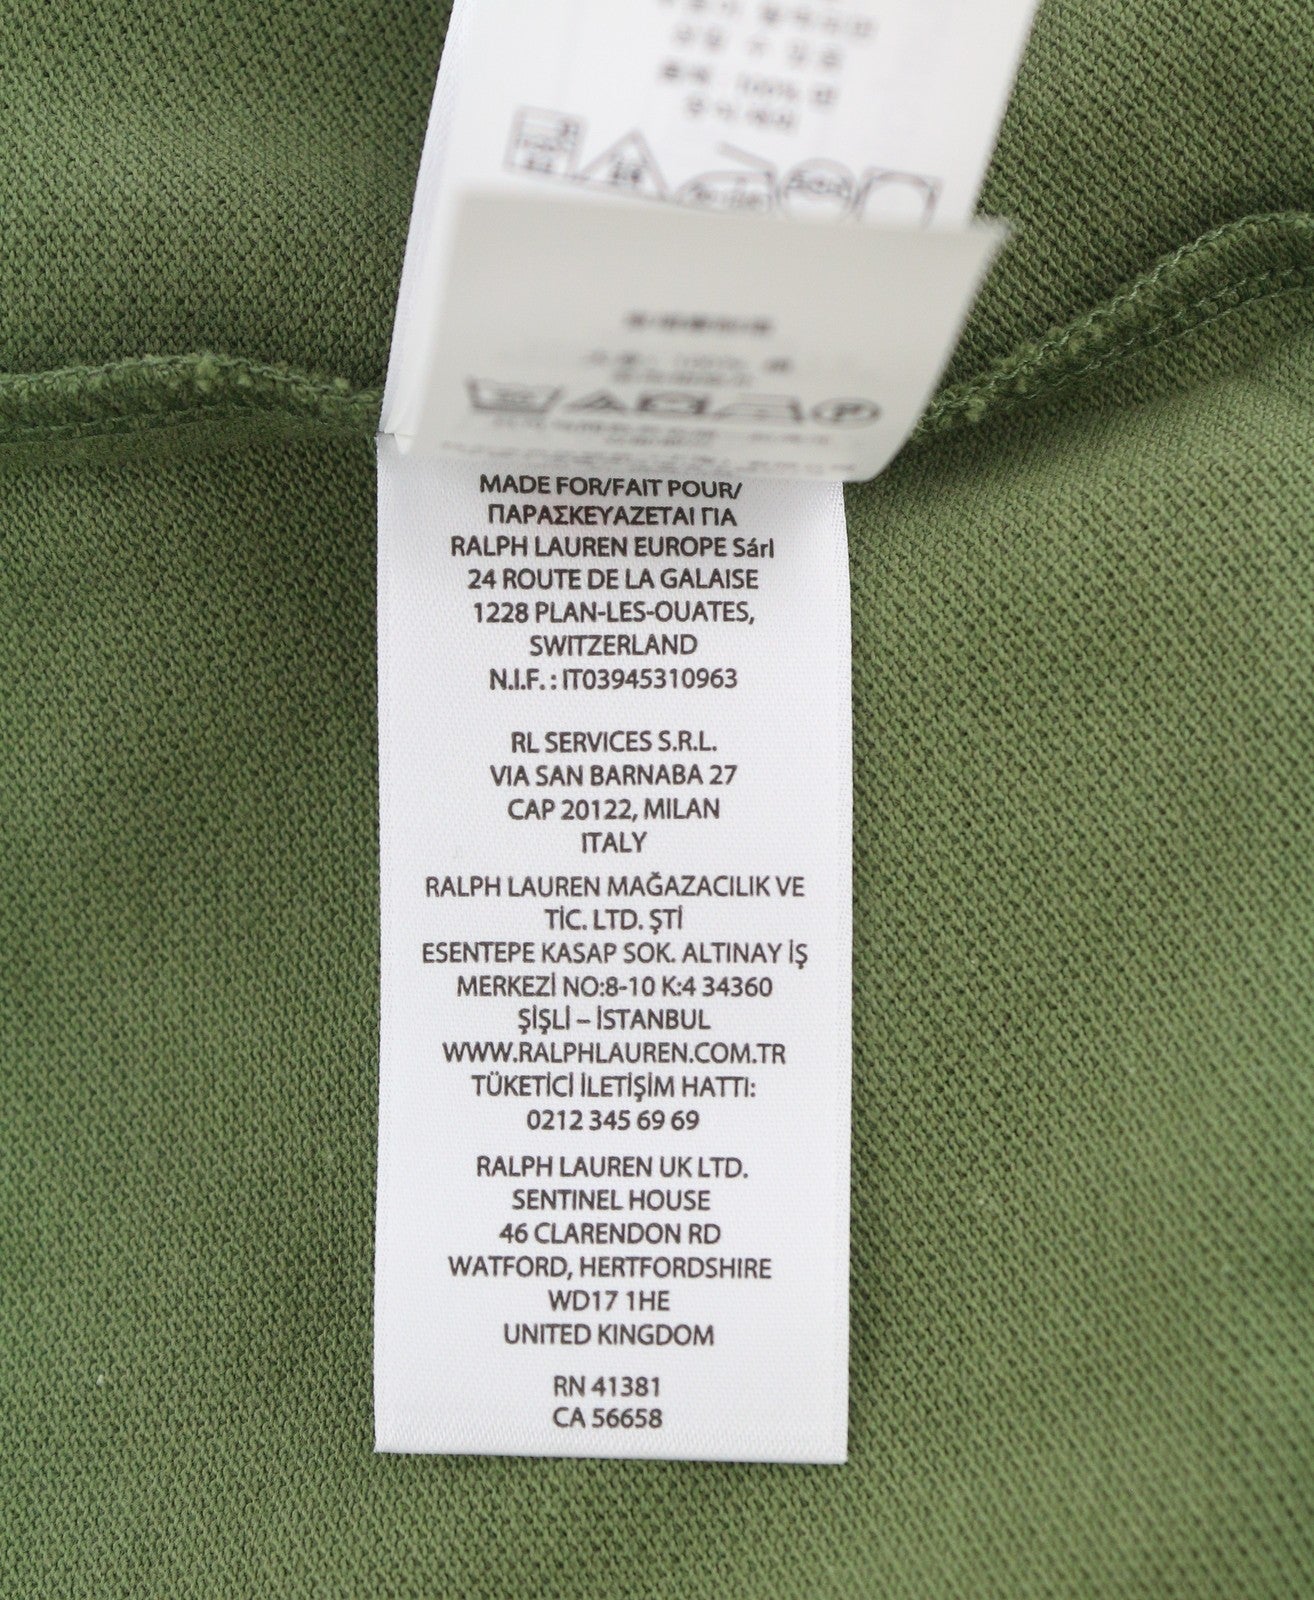 MADE FOR/FAIT POUR/
ΠΑΡΑΣΚΕΥΑΖΕΤΑΙ ΓΙΑ
RALPH LAUREN EUROPE Sárl
24 ROUTE DE LA GALAISE
1228 PLAN-LES-OUATES,
SWITZERLAND
N.I.F. : IT03945310963
RL SERVICES S.R.L.
VIA SAN BARNABA 27
CAP 20122, MILAN
ITALY
RALPH LAUREN MAĞAZACILIK VE
TİC. LTD. ŞTİ
ESENTEPE KASAP SOK. ALTINAY İŞ
MERKEZİ NO:8-10 K:4 34360
ŞİŞLİ – İSTANBUL
WWW.RALPHLAUREN.COM.TR
TÜKETİCİ İLETİŞİM HATTI:
0212 345 69 69
RALPH LAUREN UK LTD.
SENTINEL HOUSE
46 CLARENDON RD
WATFORD, HERTFORDSHIRE
WD17 1HE
UNITED KINGDOM
RN 41381
CA 56658